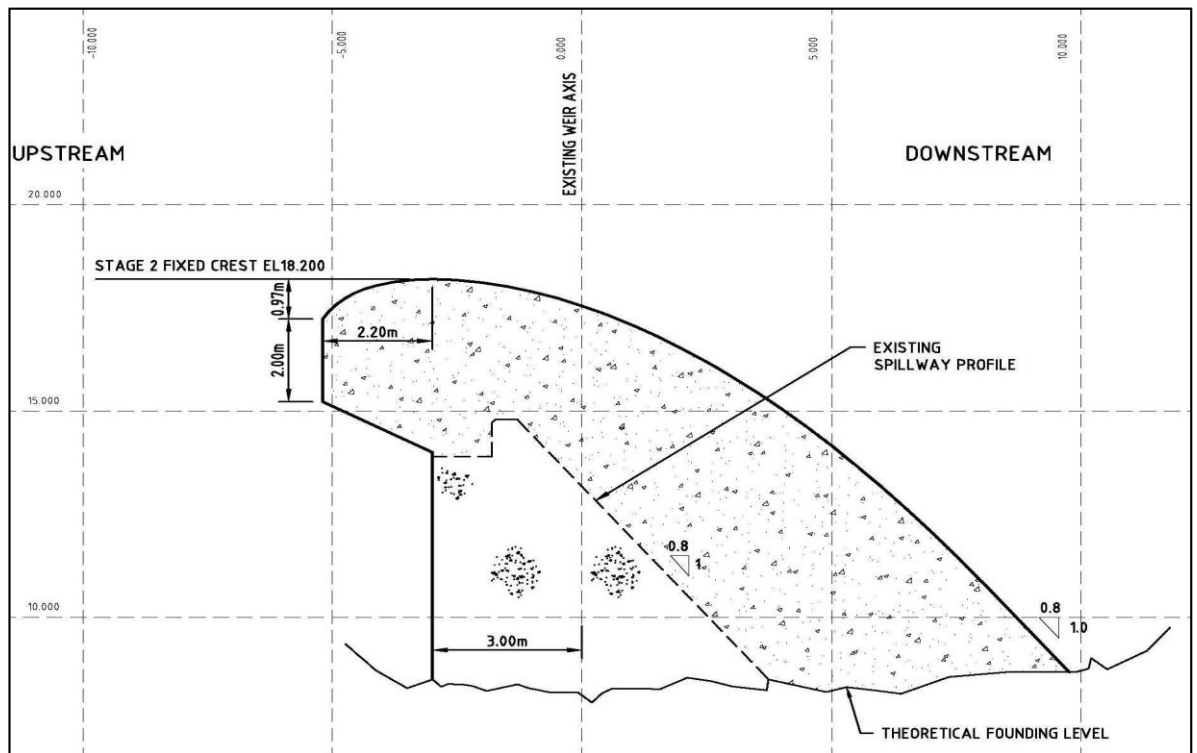 -10.000
-5.000
0.000
5.000
10.000
EXISTING WEIR AXIS
UPSTREAM
DOWNSTREAM
20.000
STAGE 2 FIXED CREST EL18.200
0.97m
2.20m
2.00m
EXISTING
SPILLWAY PROFILE
15.000
0.8
1
10.000
0.8
1.0
3.00m
THEORETICAL FOUNDING LEVEL